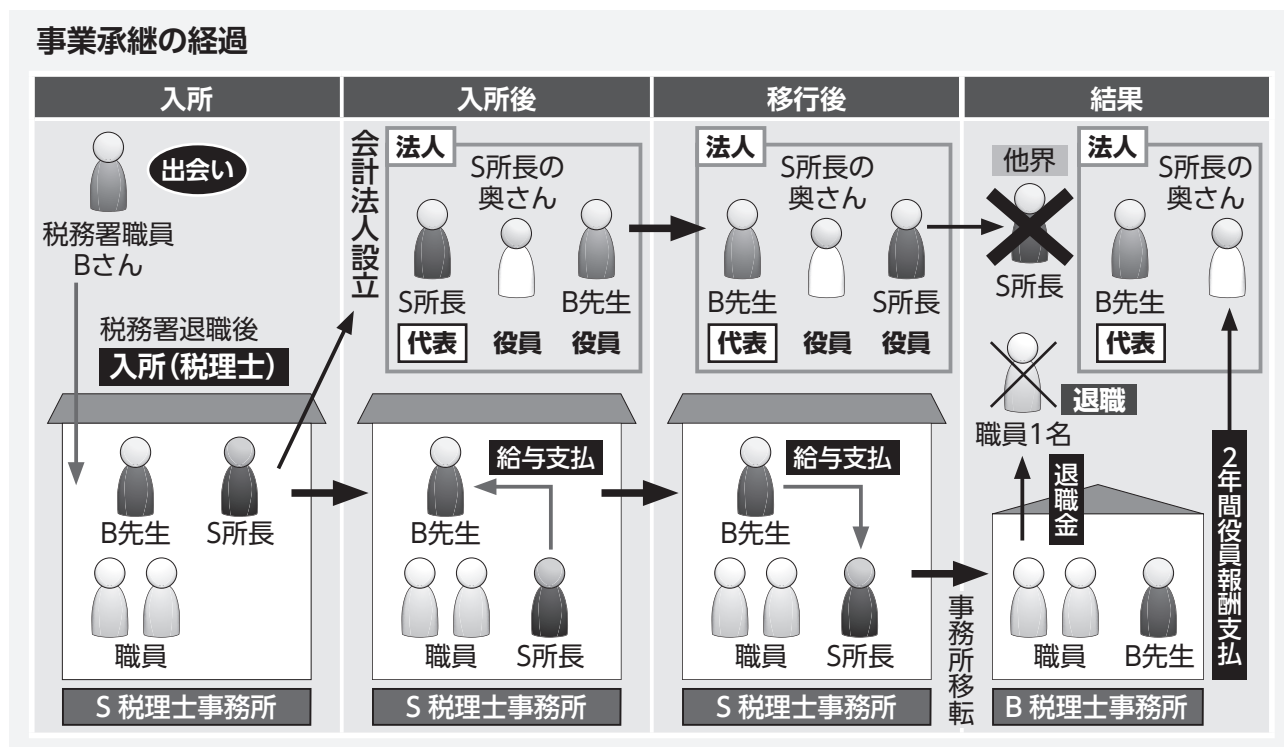 事業承継の経過
入所
出会い
税務署職員
Bさん
税務署退職後
入所(税理士)
B先生
S所長
職員
S 税理士事務所
入所後
会計法人設立
法人
S所長の
奥さん
S所長
B先生
代表
役員
役員
給与支払
B先生
職員
S所長
S 税理士事務所
移行後
法人
S所長の
奥さん
B先生
S所長
代表
役員
役員
給与支払
B先生
職員
S所長
S 税理士事務所
事務所移転
結果
他界
S所長
法人
S所長の
奥さん
B先生
代表
退職
職員1名
退職金
2年間役員報酬支払
職員
B先生
B 税理士事務所